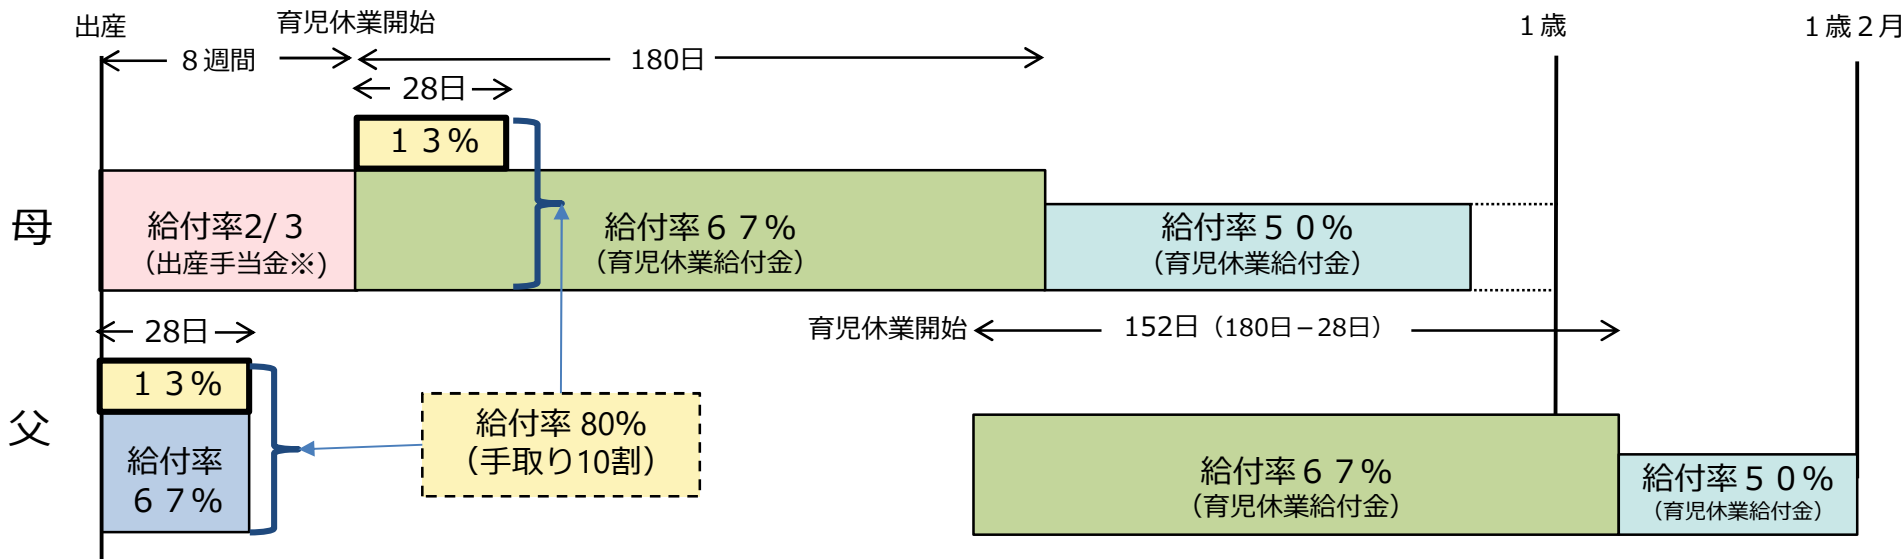 出産
育児休業開始
１歳
１歳２月
８週間
180日
28日
１３%
母
給付率2/３
（出産手当金※）
給付率６７%
（育児休業給付金）
給付率５０%
（育児休業給付金）
28日
育児休業開始
152日（180日－28日）
１３%
父
給付率
６７%
給付率 80%
（手取り10割）
給付率６７%
（育児休業給付金）
給付率５０%
（育児休業給付金）